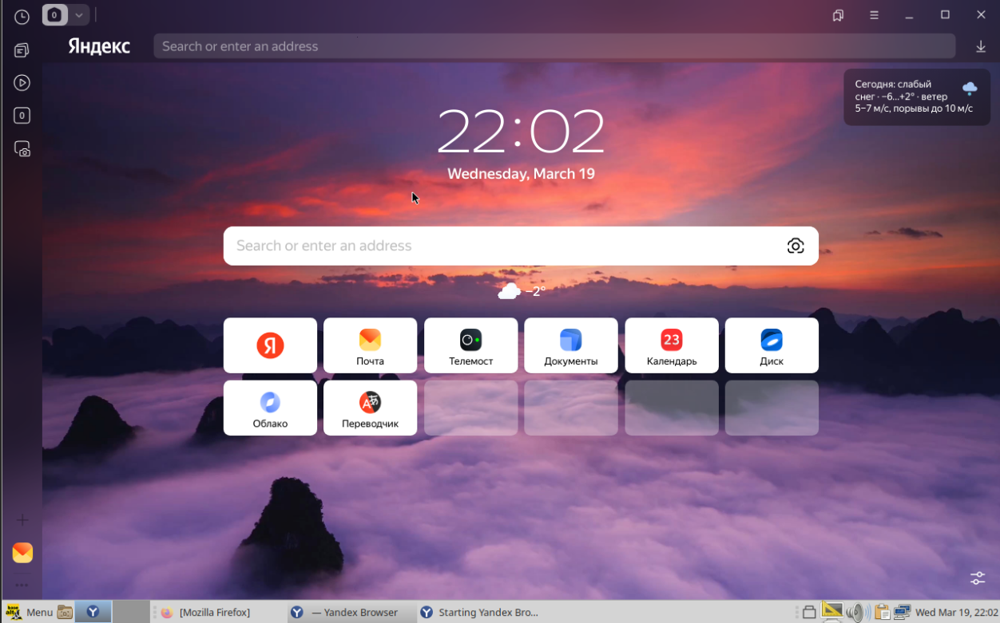 0
Яндекс
Search or enter an address
0
Сегодня: слабый
снег · −6...+2° · ветер
5−7 м/с, порывы до 10 м/с
22:02
Wednesday, March 19
Search or enter an address
−2°
Я
Почта
Телемост
Документы
23
Календарь
Диск
Облако
Переводчик
Menu
[Mozilla Firefox]
— Yandex Browser
Starting Yandex Bro...
Wed Mar 19, 22:02